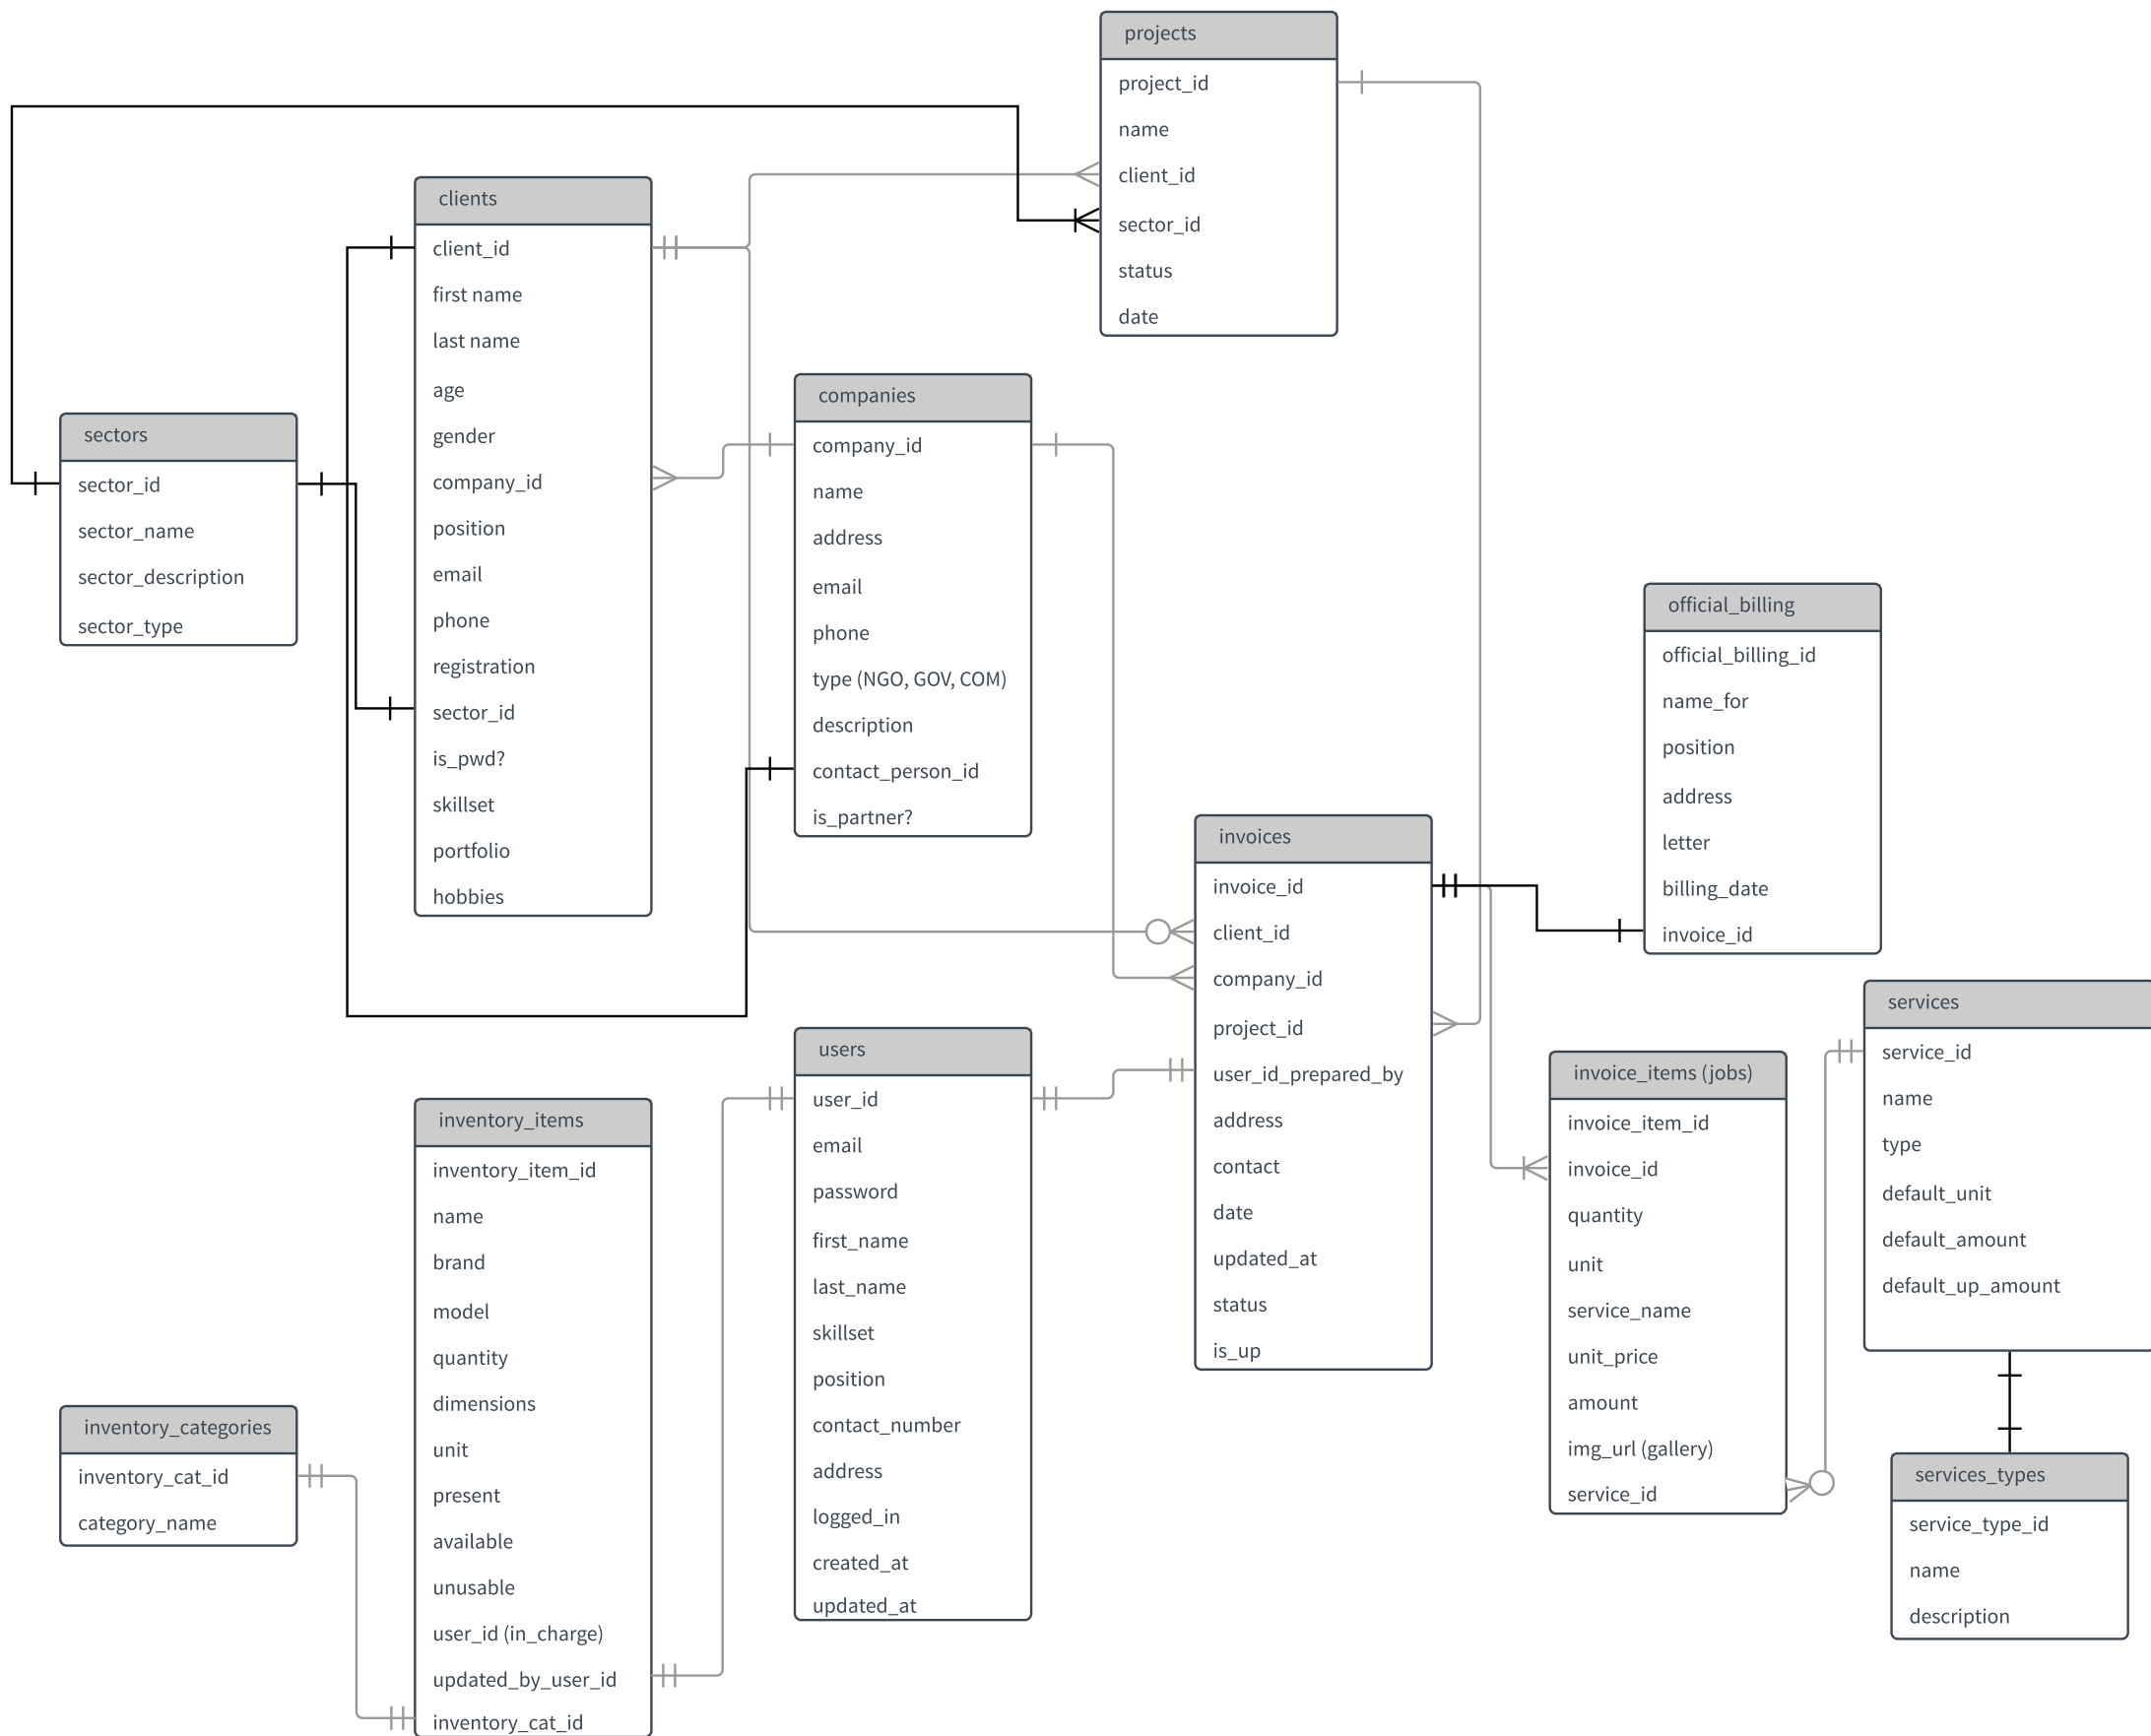 projects
project_id
name
client_id
sector_id
status
date
clients
client_id
first name
last name
age
gender
company_id
position
email
phone
registration
sector_id
is_pwd?
skillset
portfolio
hobbies
companies
company_id
name
address
email
phone
type (NGO, GOV, COM)
description
contact_person_id
is_partner?
sectors
sector_id
sector_name
sector_description
sector_type
official_billing
official_billing_id
name_for
position
address
letter
billing_date
invoice_id
invoices
invoice_id
client_id
company_id
project_id
user_id_prepared_by
address
contact
date
updated_at
status
is_up
services
service_id
name
type
default_unit
default_amount
default_up_amount
users
user_id
email
password
first_name
last_name
skillset
position
contact_number
address
logged_in
created_at
updated_at
invoice_items (jobs)
invoice_item_id
invoice_id
quantity
unit
service_name
unit_price
amount
img_url (gallery)
service_id
inventory_items
inventory_item_id
name
brand
model
quantity
dimensions
unit
present
available
unusable
user_id (in_charge)
updated_by_user_id
inventory_cat_id
inventory_categories
inventory_cat_id
category_name
services_types
service_type_id
name
description